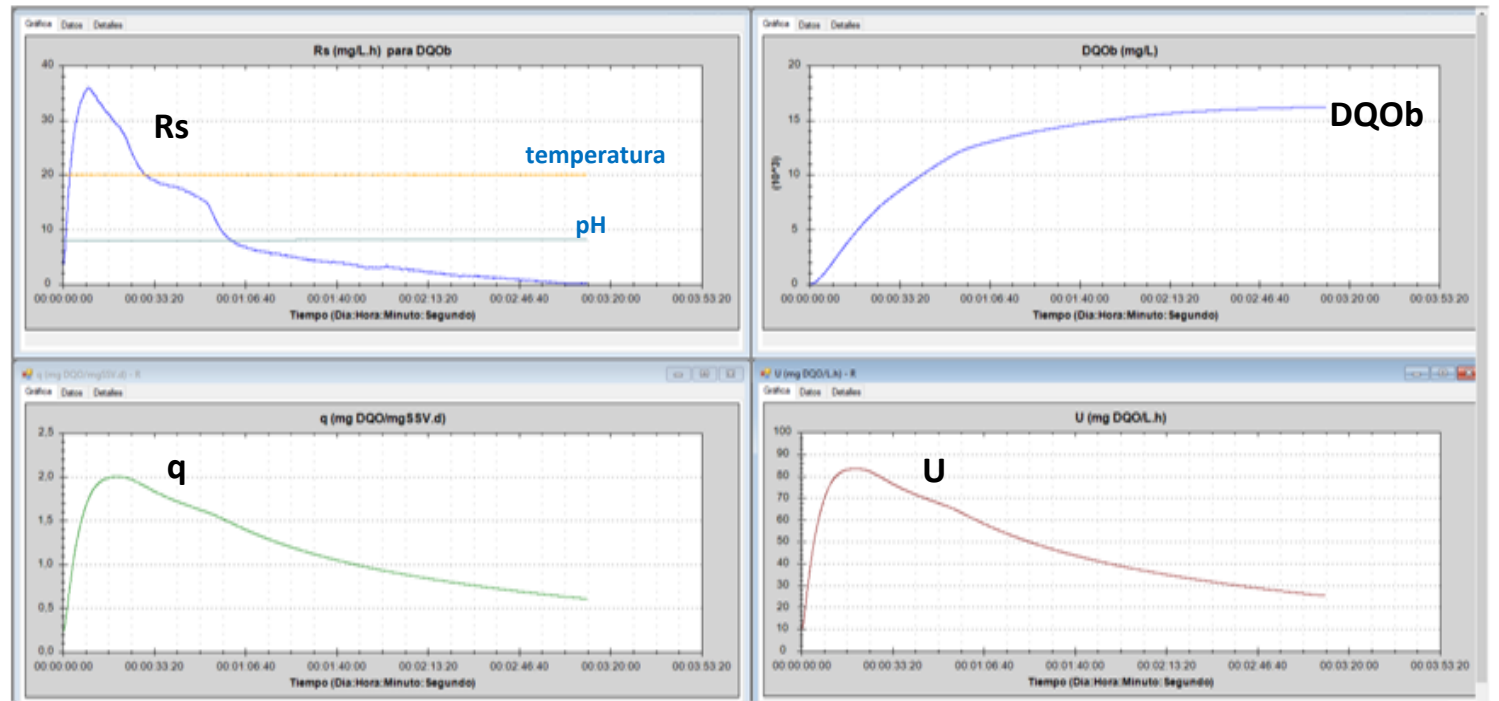 Gráfica Datos Detalles
Rs (mg/L.h) para DQOb
40
30
20
10
0
Rs
temperatura
pH
00:00:00:00 00:00:33:20 00:01:06:40 00:01:40:00 00:02:13:20 00:02:46:40 00:03:20:00 00:03:53:20
Tiempo (Dia:Hora:Minuto:Segundo)
Gráfica Datos Detalles
DQOb (mg/L)
20
15
10
5
0
(10^3)
DQOb
00:00:00:00 00:00:33:20 00:01:06:40 00:01:40:00 00:02:13:20 00:02:46:40 00:03:20:00 00:03:53:20
Tiempo (Dia:Hora:Minuto:Segundo)
q (mg DQO/mgSSV.d) - R
Gráfica Datos Detalles
q (mg DQO/mgSSV.d)
2,5
2,0
1,5
1,0
0,5
0,0
q
00:00:00:00 00:00:33:20 00:01:06:40 00:01:40:00 00:02:13:20 00:02:46:40 00:03:20:00 00:03:53:20
Tiempo (Dia:Hora:Minuto:Segundo)
U (mg DQO/L.h) - R
Gráfica Datos Detalles
U (mg DQO/L.h)
100
90
80
70
60
50
40
30
20
10
0
U
00:00:00:00 00:00:33:20 00:01:06:40 00:01:40:00 00:02:13:20 00:02:46:40 00:03:20:00 00:03:53:20
Tiempo (Dia:Hora:Minuto:Segundo)